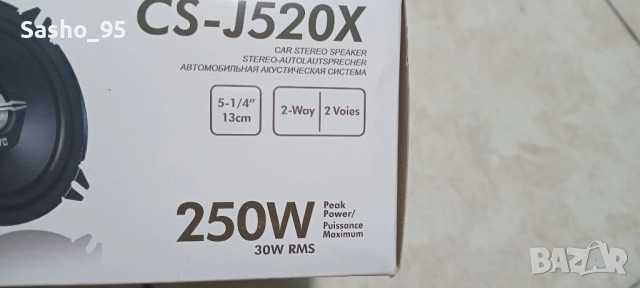 Sasho_95
CS-J520X
CAR STEREO SPEAKER
STEREO-AUTOLAUTSPRECHER
АВТОМОБИЛЬНАЯ АКУСТИЧЕСКАЯ СИСТЕМА
5-1/4"
13cm
2-Way 2 Voies
250W
Peak
Power/
Puissance
Maximum
30W RMS
BAZAR